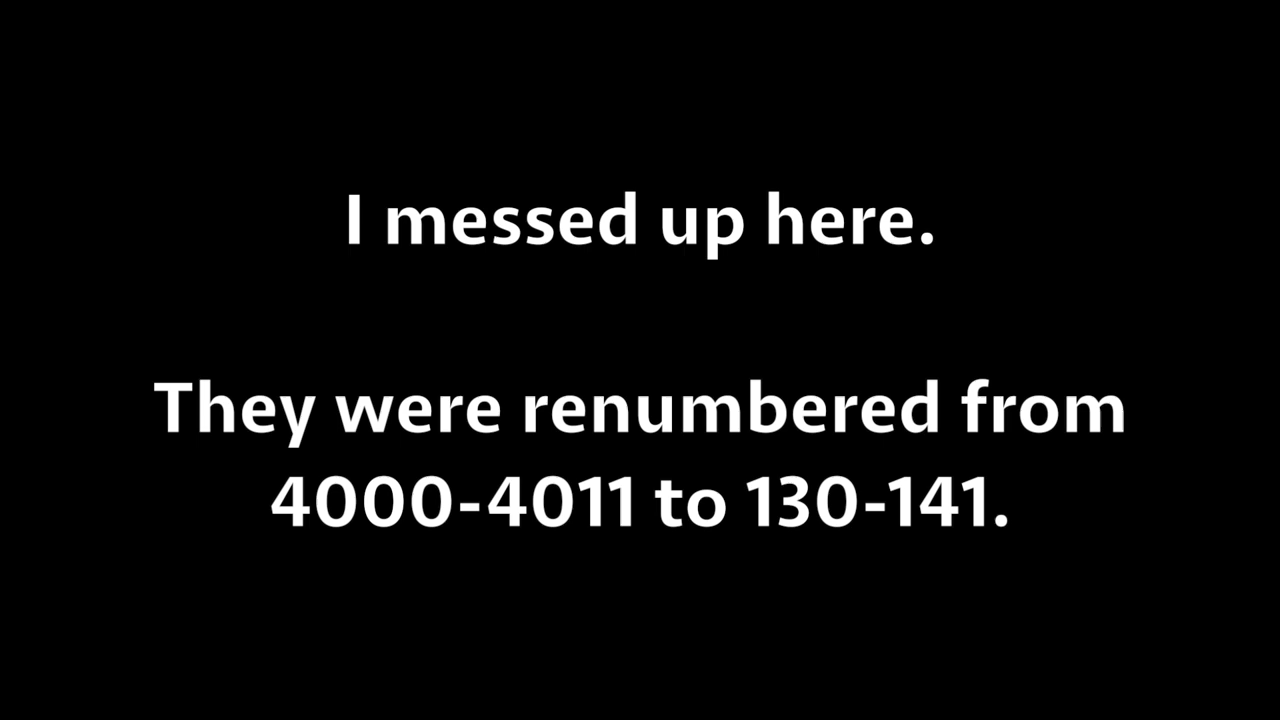 I messed up here.
They were renumbered from
4000-4011 to 130-141.